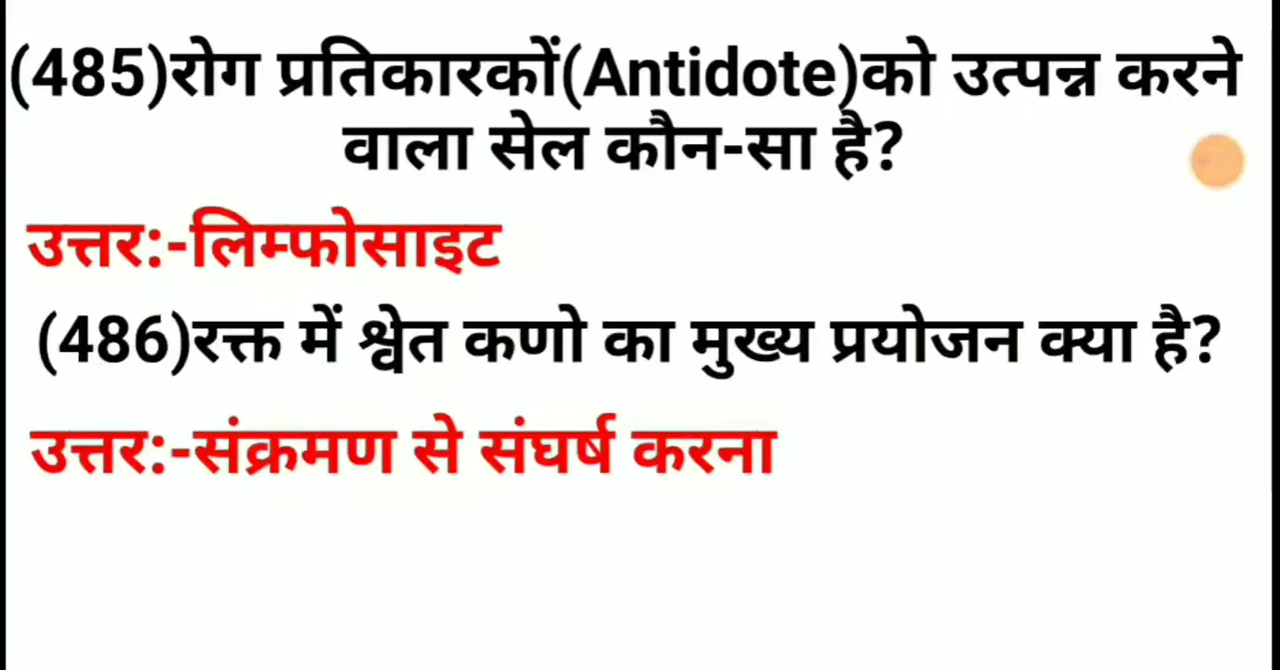 (485)रोग प्रतिकारकों(Antidote)को उत्पन्न करने
वाला सेल कौन-सा है?
उत्तर:-लिम्फोसाइट
(486)रक्त में श्वेत कणो का मुख्य प्रयोजन क्या है?
उत्तर:-संक्रमण से संघर्ष करना